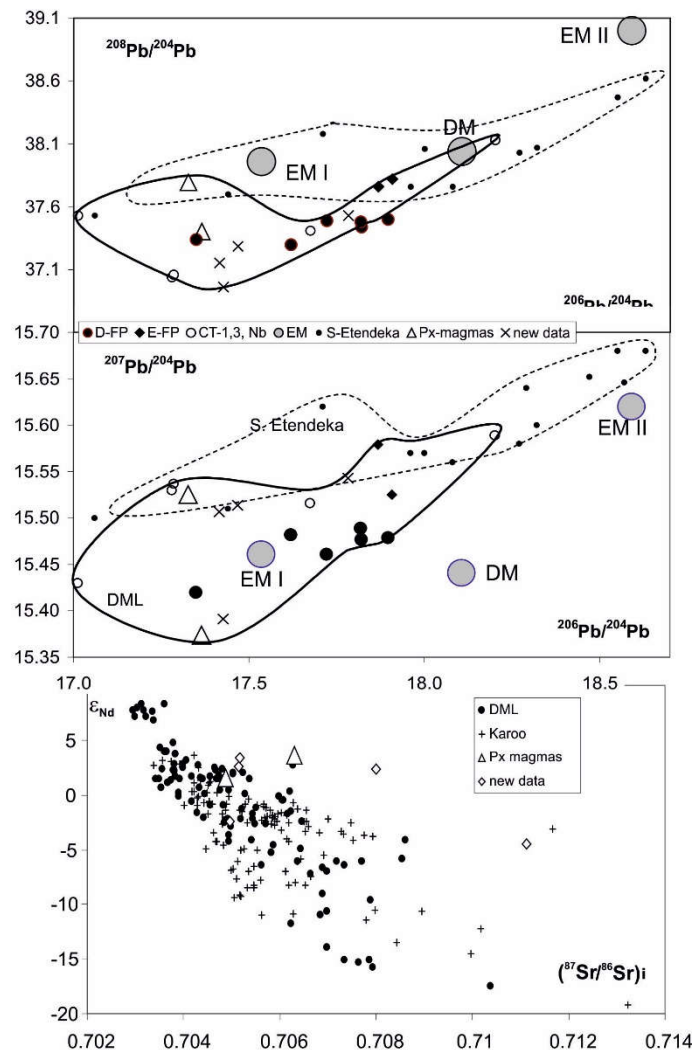 39.1
38.6
38.1
37.6
37.1
²⁰⁸Pb/²⁰⁴Pb
EM II
DM
EM I
²⁰⁶Pb/²⁰⁴Pb
D-FP E-FP CT-1,3, Nb EM S-Etendeka Px-magmas new data
15.70
15.65
15.60
15.55
15.50
15.45
15.40
15.35
²⁰⁷Pb/²⁰⁴Pb
S- Etendeka
EM II
EM I
DM
DML
²⁰⁶Pb/²⁰⁴Pb
17.0 17.5 18.0 18.5
εNd
DML
Karoo
Px magmas
new data
5
0
-5
-10
-15
-20
(⁸⁷Sr/⁸⁶Sr)i
0.702 0.704 0.706 0.708 0.71 0.712 0.714